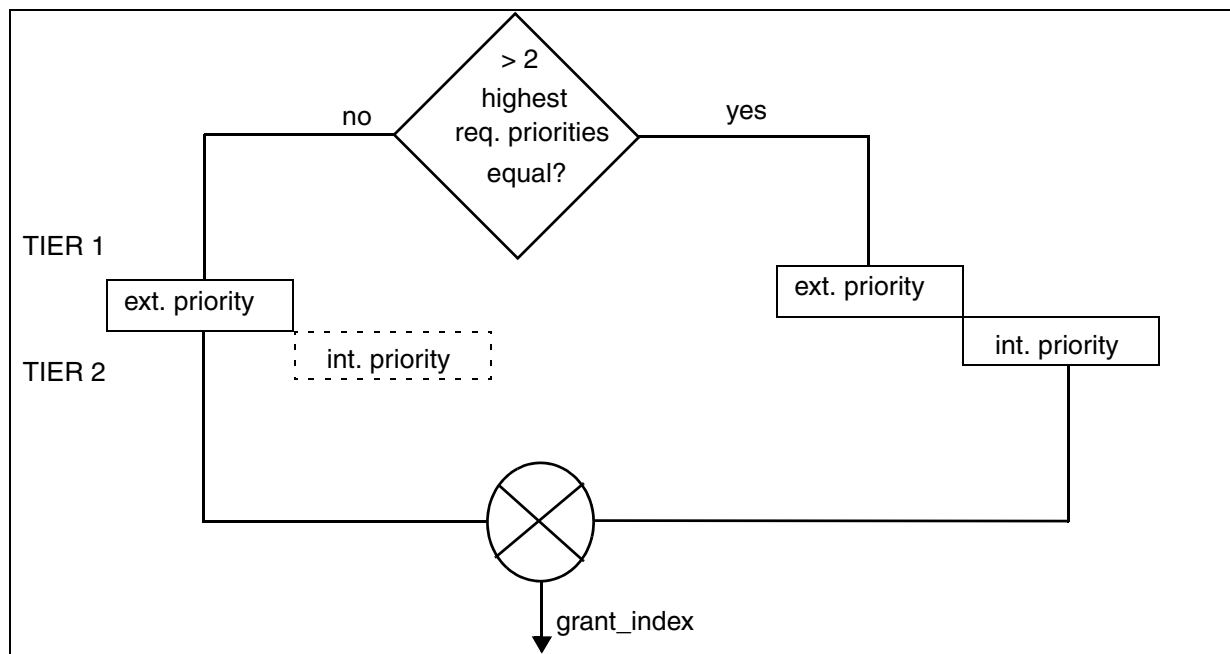 > 2
highest
req. priorities
equal?
no
yes
TIER 1
ext. priority
ext. priority
int. priority
int. priority
TIER 2
grant_index